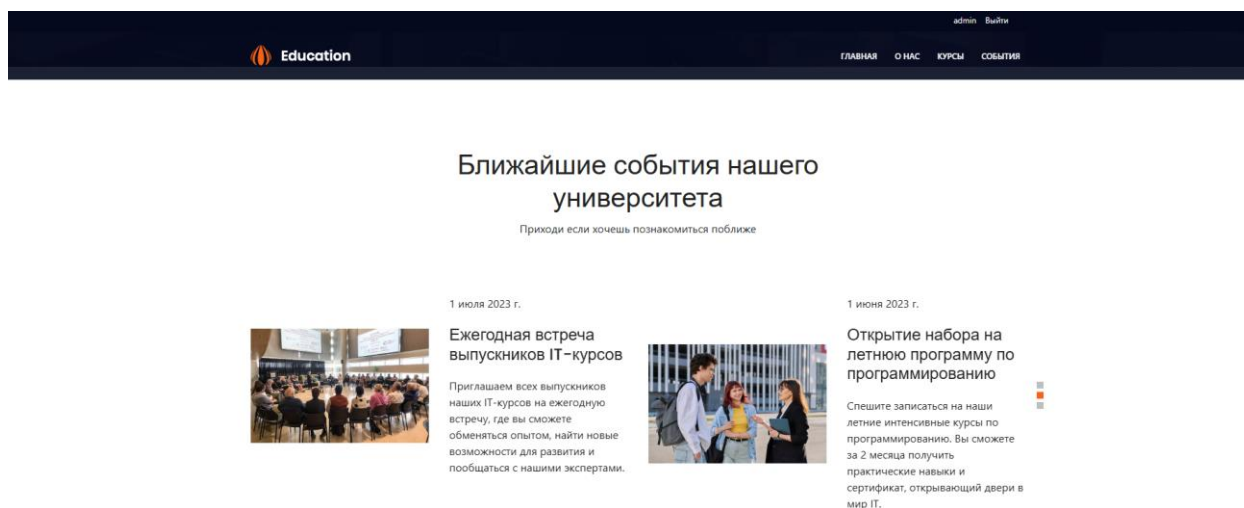 admin Выйти
Education
ГЛАВНАЯ О НАС КУРСЫ СОБЫТИЯ
Ближайшие события нашего
университета
Приходи если хочешь познакомиться поближе
1 июля 2023 г.
Ежегодная встреча
выпускников IT-курсов
Приглашаем всех выпускников
наших IT-курсов на ежегодную
встречу, где вы сможете
обменяться опытом, найти новые
возможности для развития и
пообщаться с нашими экспертами.
1 июня 2023 г.
Открытие набора на
летнюю программу по
программированию
Спешите записаться на наши
летние интенсивные курсы по
программированию. Вы сможете
за 2 месяца получить
практические навыки и
сертификат, открывающий двери в
мир IT.